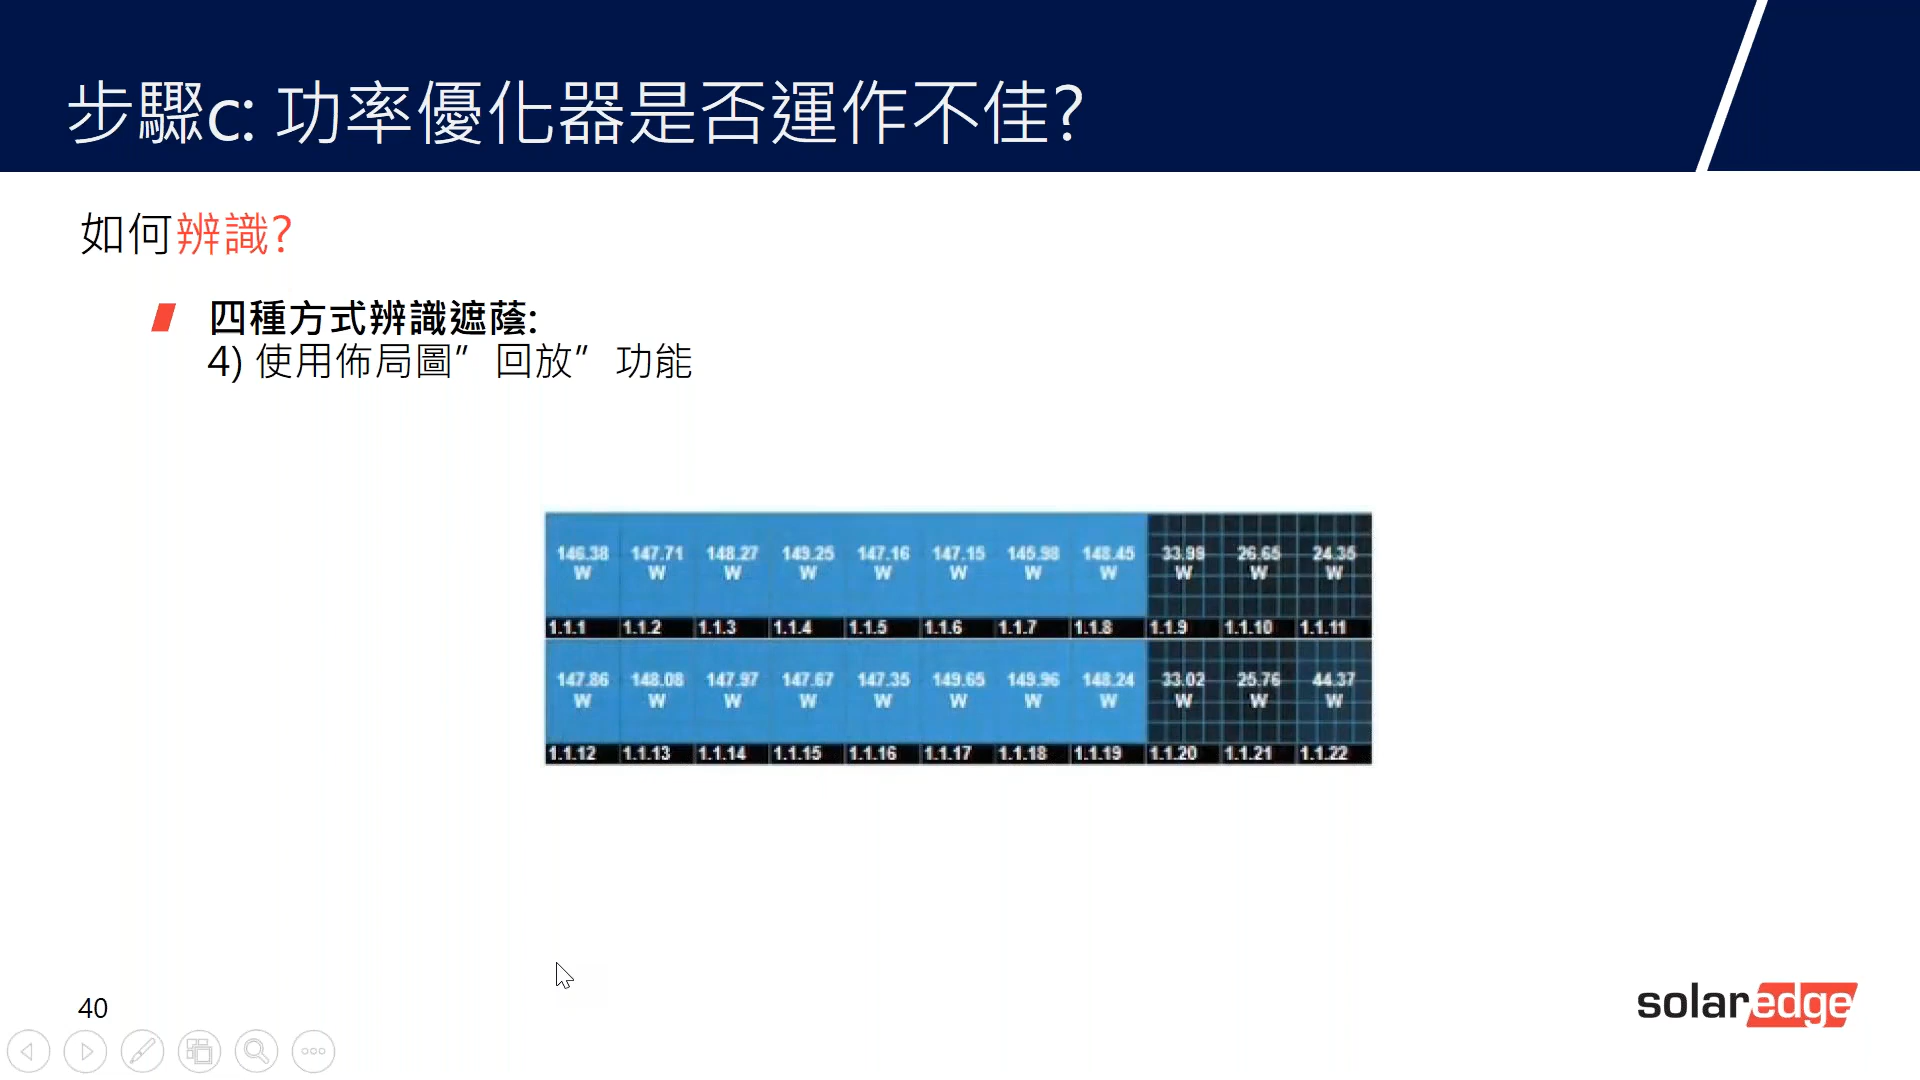 步驟c: 功率優化器是否運作不佳?
如何辨識?
四種方式辨識遮蔭:
4) 使用佈局圖”回放”功能
146.38 147.71 148.27 149.25 147.16 147.15 145.98 148.45 33.99 26.65 24.35
W W W W W W W W W W W
1.1.1 1.1.2 1.1.3 1.1.4 1.1.5 1.1.6 1.1.7 1.1.8 1.1.9 1.1.10 1.1.11
147.86 148.08 147.97 147.67 147.35 149.65 149.96 148.24 33.02 25.76 44.37
W W W W W W W W W W W
1.1.12 1.1.13 1.1.14 1.1.15 1.1.16 1.1.17 1.1.18 1.1.19 1.1.20 1.1.21 1.1.22
40
solaredge